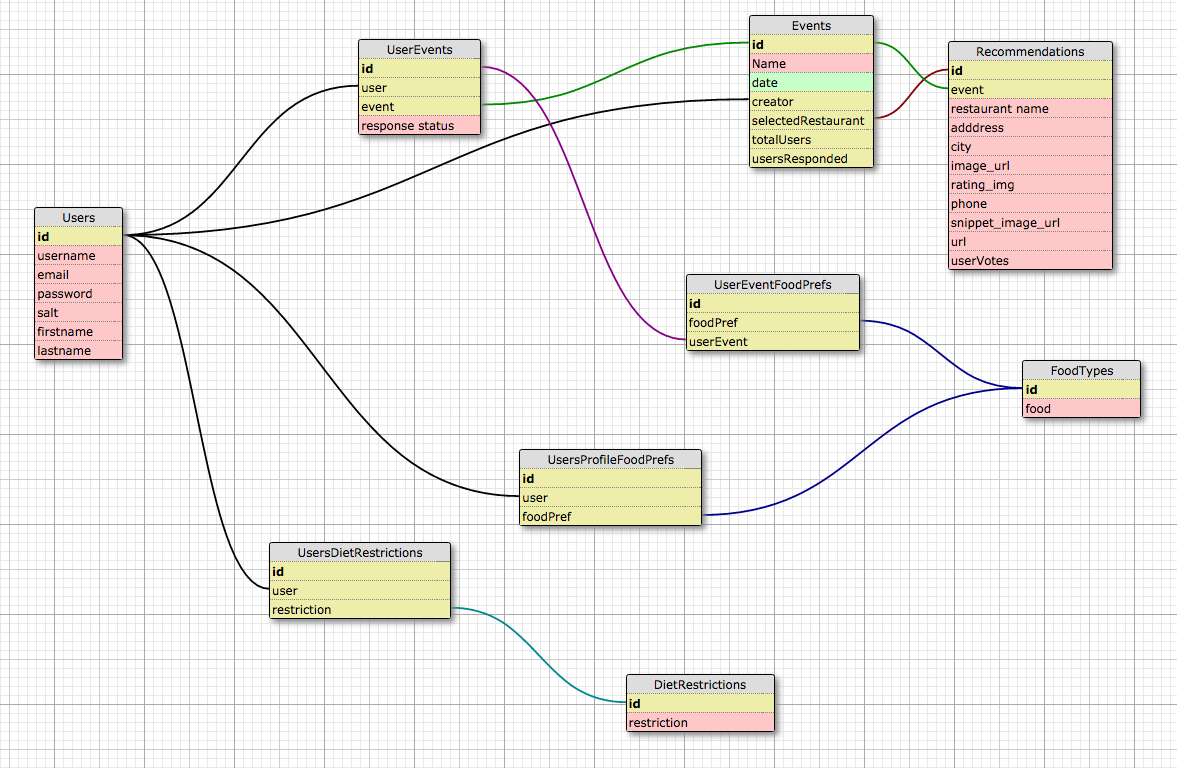 UserEvents
id
user
event
response status
Events
id
Name
date
creator
selectedRestaurant
totalUsers
usersResponded
Recommendations
id
event
restaurant name
adddress
city
image_url
rating_img
phone
snippet_image_url
url
userVotes
Users
id
username
email
password
salt
firstname
lastname
UserEventFoodPrefs
id
foodPref
userEvent
FoodTypes
id
food
UsersProfileFoodPrefs
id
user
foodPref
UsersDietRestrictions
id
user
restriction
DietRestrictions
id
restriction